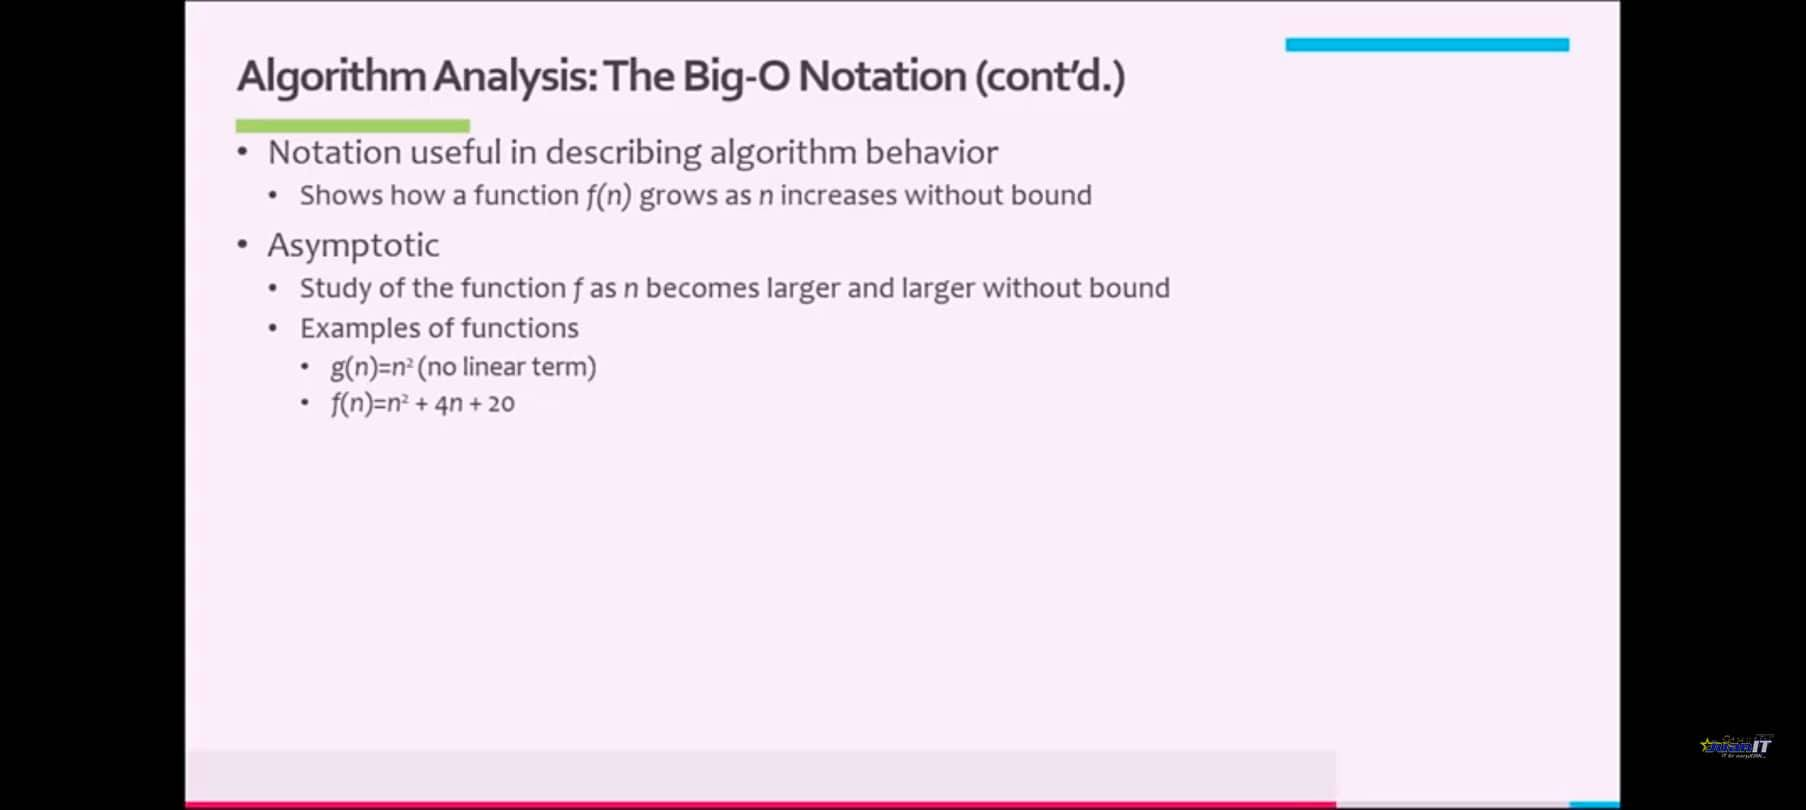 Algorithm Analysis: The Big-O Notation (cont'd.)
• Notation useful in describing algorithm behavior
• Shows how a function f(n) grows as n increases without bound
• Asymptotic
• Study of the function f as n becomes larger and larger without bound
• Examples of functions
• g(n)=n² (no linear term)
• f(n)=n² + 4n + 20
JuanIT